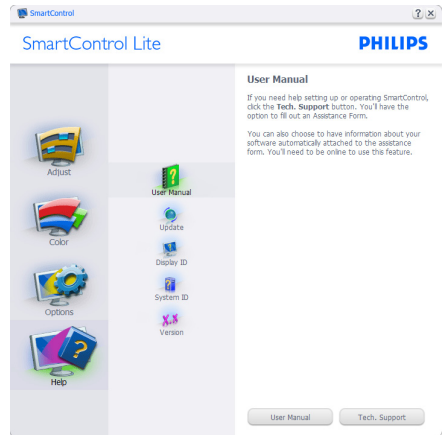 SmartControl
? ×
SmartControl Lite
PHILIPS
User Manual
If you need help setting up or operating SmartControl,
click the Tech. Support button. You'll have the
option to fill out an Assistance Form.
You can also choose to have information about your
software automatically attached to the assistance
form. You'll need to be online to use this feature.
Adjust
Color
Options
Help
User Manual
Update
Display ID
System ID
X.X
Version
User Manual
Tech. Support